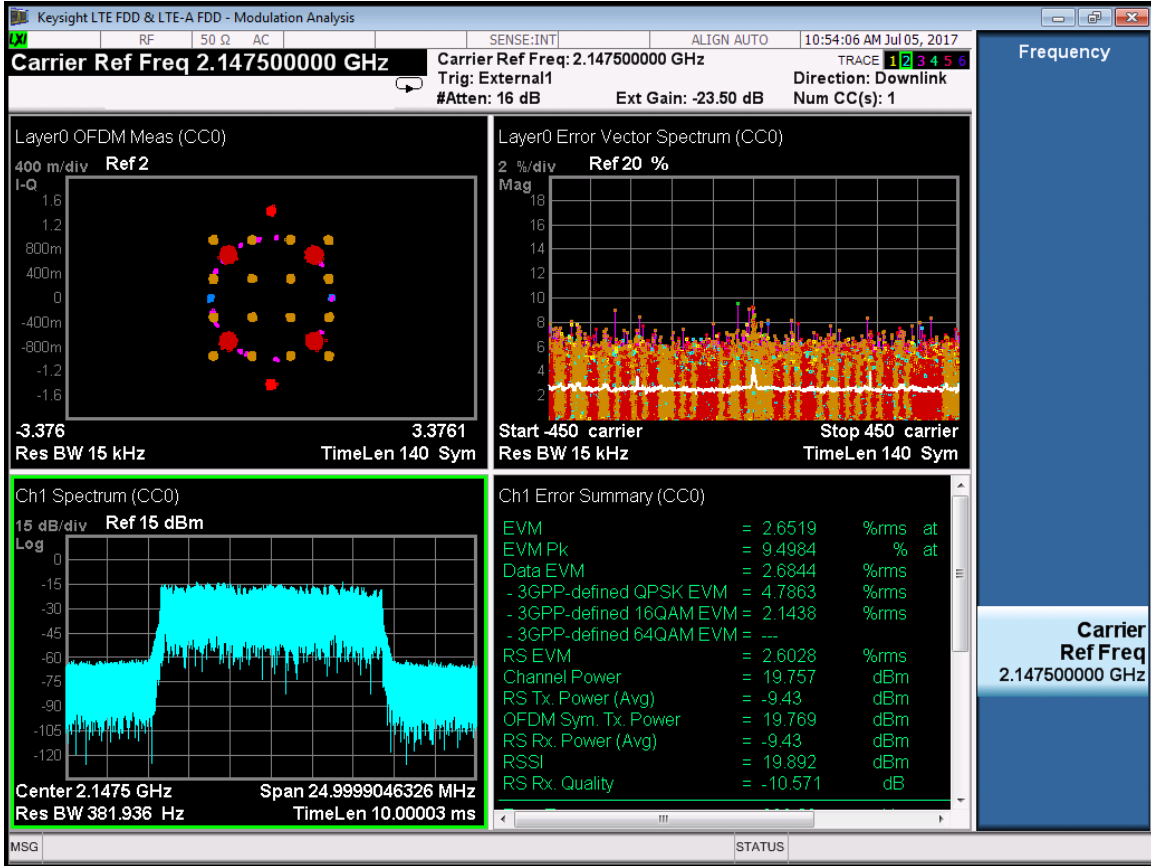 Keysight LTE FDD & LTE-A FDD - Modulation Analysis
LXI RF 50 Ω AC SENSE:INT ALIGN AUTO 10:54:06 AM Jul 05, 2017
Carrier Ref Freq 2.147500000 GHz
Carrier Ref Freq: 2.147500000 GHz
Trig: External1
#Atten: 16 dB Ext Gain: -23.50 dB
TRACE 1 2 3 4 5 6
Direction: Downlink
Num CC(s): 1
Frequency
Layer0 OFDM Meas (CC0)
400 m/div Ref 2
I-Q
1.6
1.2
800m
400m
0
-400m
-800m
-1.2
-1.6
-3.376 3.3761
Res BW 15 kHz TimeLen 140 Sym
Layer0 Error Vector Spectrum (CC0)
2 %/div Ref 20 %
Mag
18
16
14
12
10
8
6
4
2
Start -450 carrier Stop 450 carrier
Res BW 15 kHz TimeLen 140 Sym
Ch1 Spectrum (CC0)
15 dB/div Ref 15 dBm
Log
0
-15
-30
-45
-60
-75
-90
-105
-120
Center 2.1475 GHz Span 24.9999046326 MHz
Res BW 381.936 Hz TimeLen 10.00003 ms
Ch1 Error Summary (CC0)
EVM = 2.6519 %rms at
EVM Pk = 9.4984 % at
Data EVM = 2.6844 %rms
- 3GPP-defined QPSK EVM = 4.7863 %rms
- 3GPP-defined 16QAM EVM = 2.1438 %rms
- 3GPP-defined 64QAM EVM = ---
RS EVM = 2.6028 %rms
Channel Power = 19.757 dBm
RS Tx. Power (Avg) = -9.43 dBm
OFDM Sym. Tx. Power = 19.769 dBm
RS Rx. Power (Avg) = -9.43 dBm
RSSI = 19.892 dBm
RS Rx. Quality = -10.571 dB
Carrier
Ref Freq
2.147500000 GHz
MSG STATUS